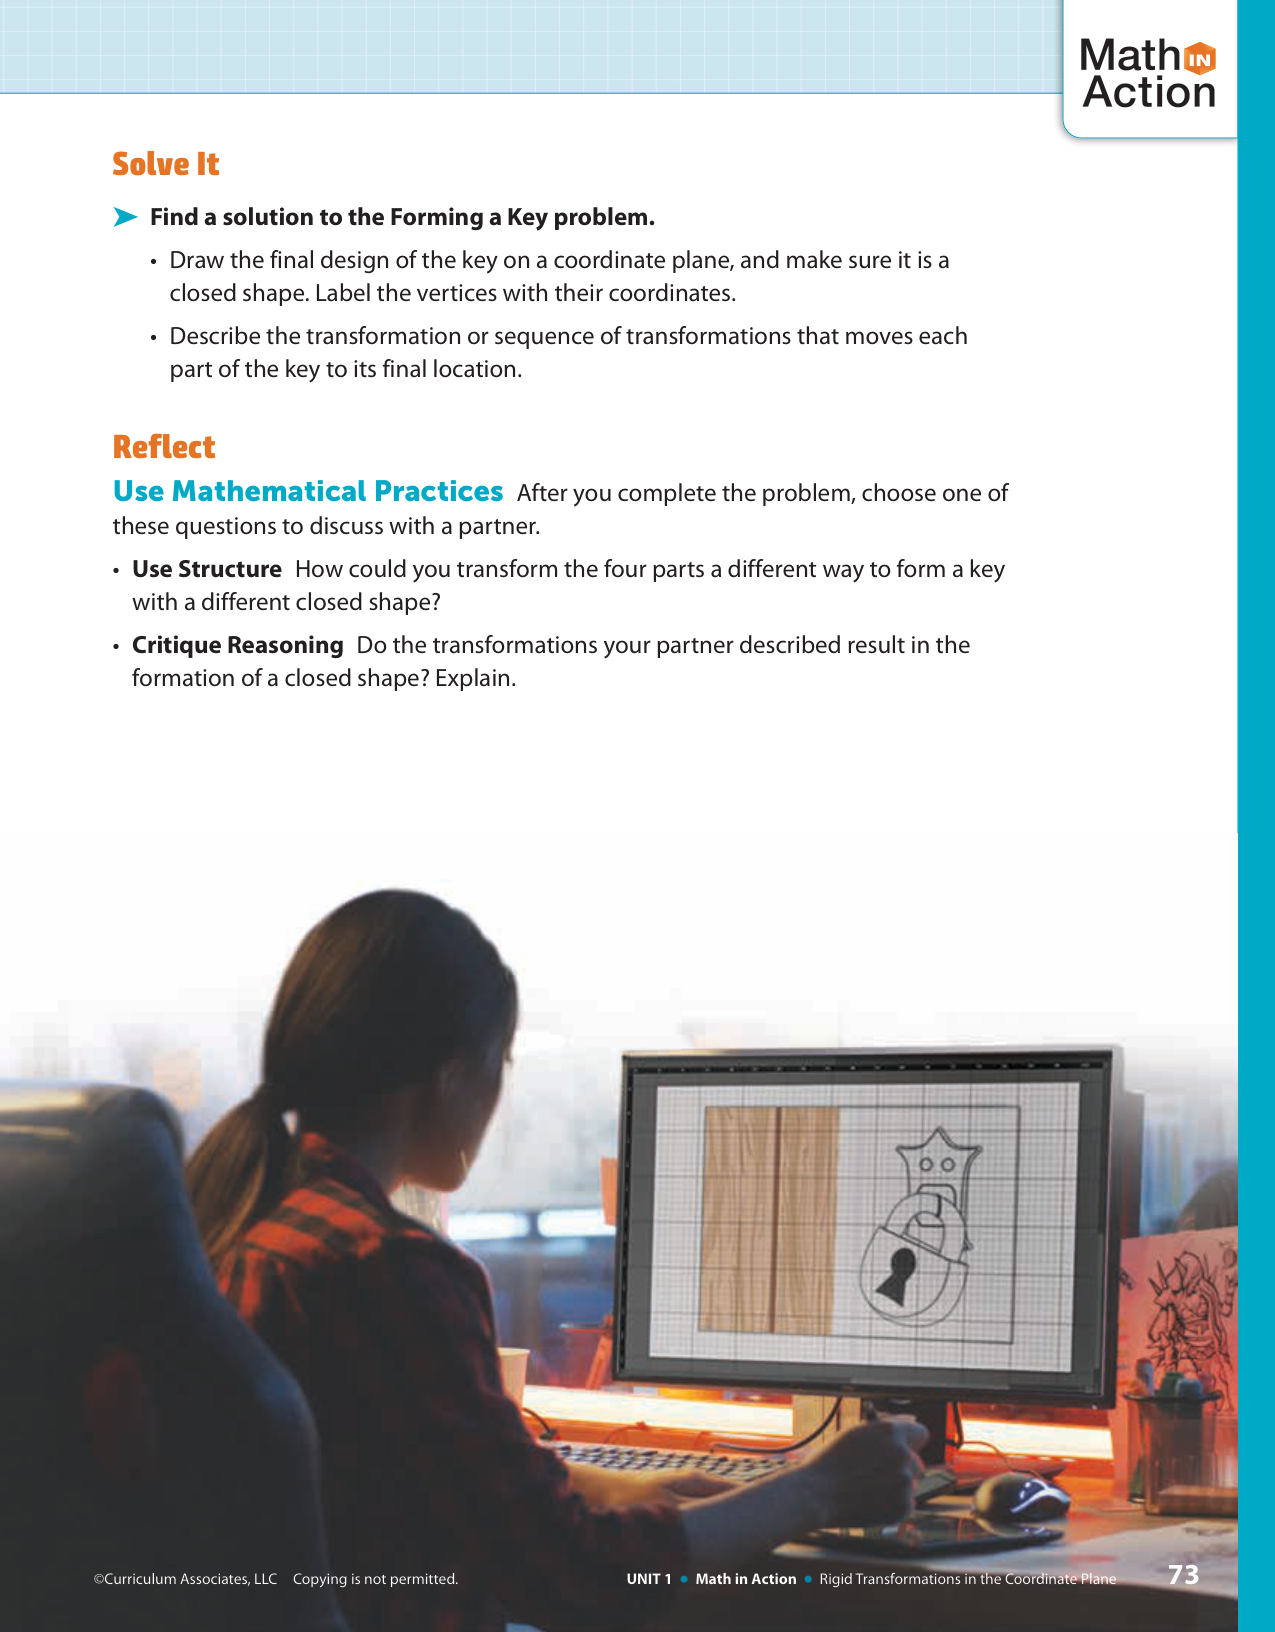 Math IN
Action
Solve It
➤ Find a solution to the Forming a Key problem.
• Draw the final design of the key on a coordinate plane, and make sure it is a
closed shape. Label the vertices with their coordinates.
• Describe the transformation or sequence of transformations that moves each
part of the key to its final location.
Reflect
Use Mathematical Practices After you complete the problem, choose one of
these questions to discuss with a partner.
• Use Structure How could you transform the four parts a different way to form a key
with a different closed shape?
• Critique Reasoning Do the transformations your partner described result in the
formation of a closed shape? Explain.
©Curriculum Associates, LLC Copying is not permitted.
UNIT 1 • Math in Action • Rigid Transformations in the Coordinate Plane 73